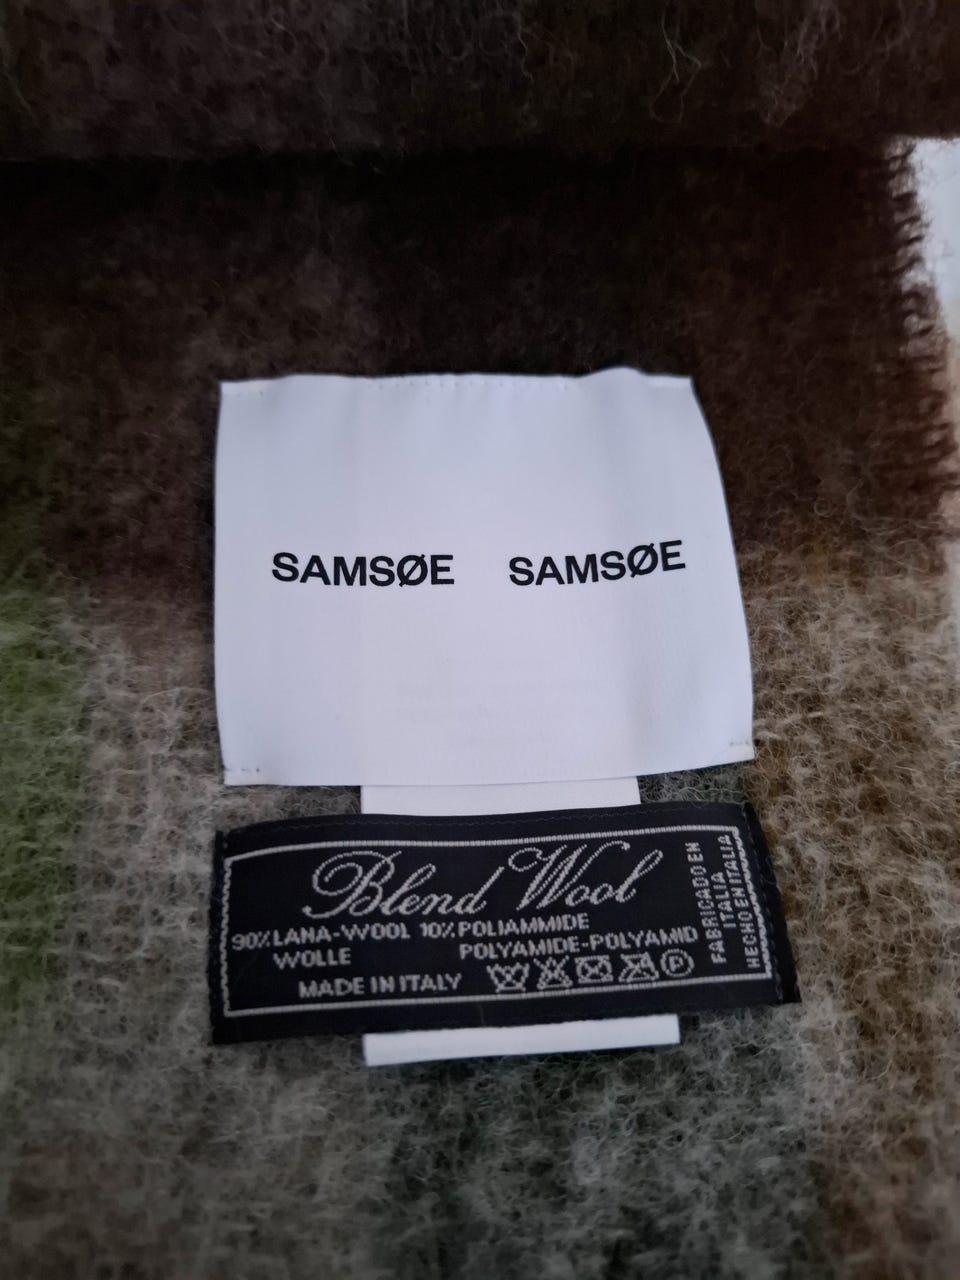 SAMSØE SAMSØE
Blend Wool
90% LANA-WOOL 10% POLIAMMIDE
WOLLE POLYAMIDE-POLYAMID
MADE IN ITALY
FABRICADO EN
ITALIA
HECHO EN ITALIA